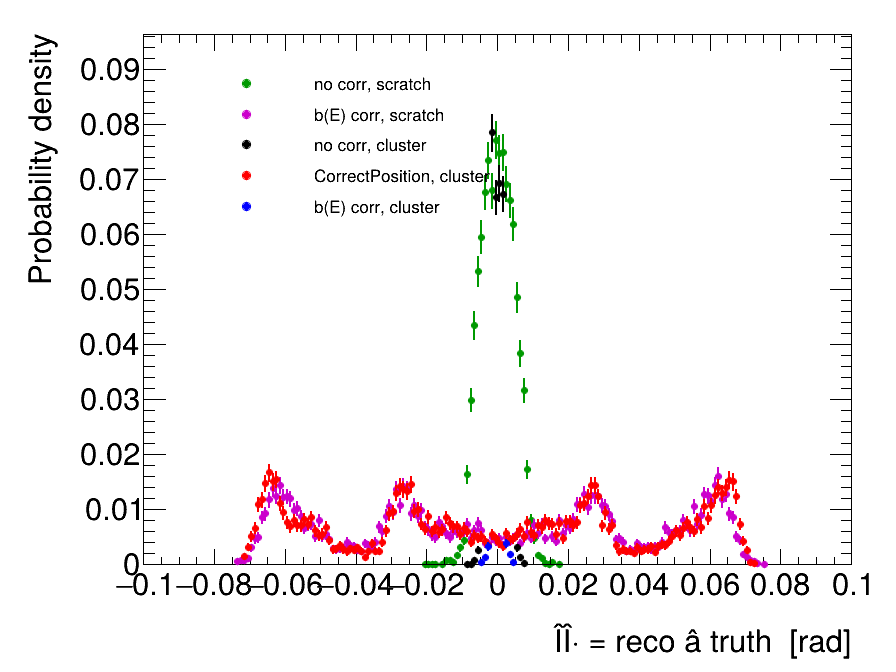 Probability density
0.09
0.08
0.07
0.06
0.05
0.04
0.03
0.02
0.01
0
no corr, scratch
b(E) corr, scratch
no corr, cluster
CorrectPosition, cluster
b(E) corr, cluster
−0.1 −0.08 −0.06 −0.04 −0.02 0 0.02 0.04 0.06 0.08 0.1
ÎÎ· = reco â truth [rad]